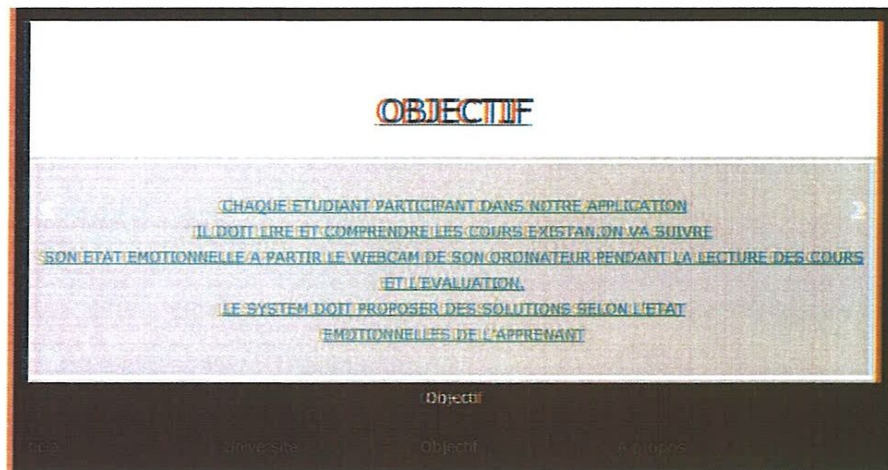 OBJECTIF
CHAQUE ETUDIANT PARTICIPANT DANS NOTRE APPLICATION
IL DOIT LIRE ET COMPRENDRE LES COURS EXISTAN,ON VA SUIVRE
SON ETAT EMOTIONNELLE A PARTIR LE WEBCAM DE SON ORDINATEUR PENDANT LA LECTURE DES COURS
ET L'EVALUATION.
LE SYSTEM DOIT PROPOSER DES SOLUTIONS SELON L'ETAT
EMOTIONNELLES DE L'APPRENANT
Objectif
Université Objectif A propos